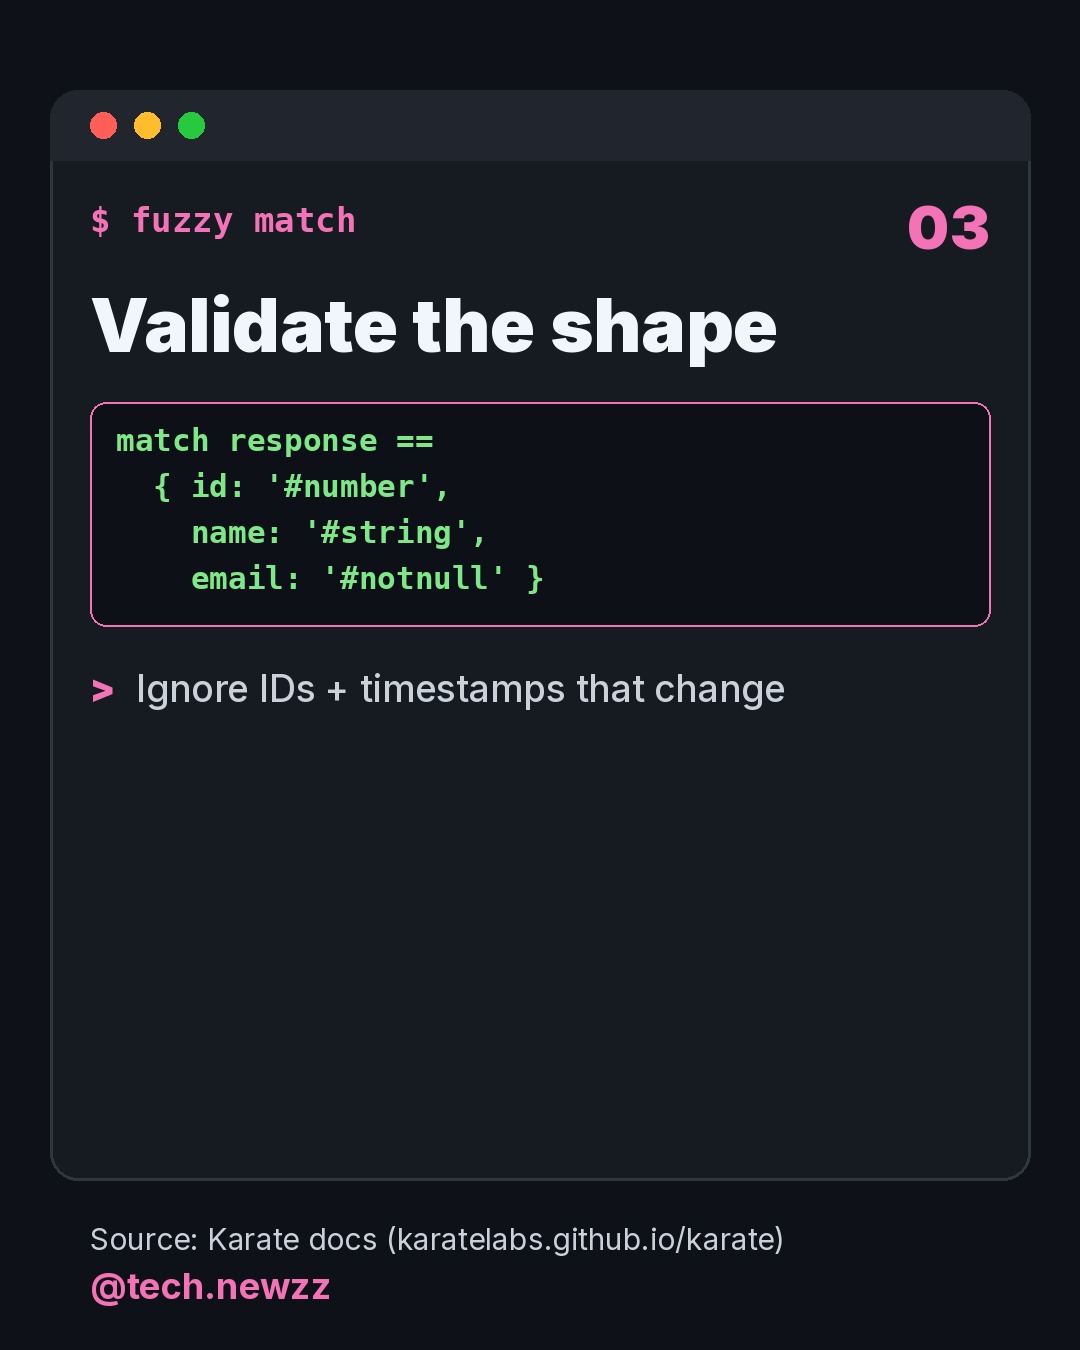 $ fuzzy match
03
Validate the shape
match response ==
  { id: '#number',
    name: '#string',
    email: '#notnull' }
> Ignore IDs + timestamps that change
Source: Karate docs (karatelabs.github.io/karate)
@tech.newzz